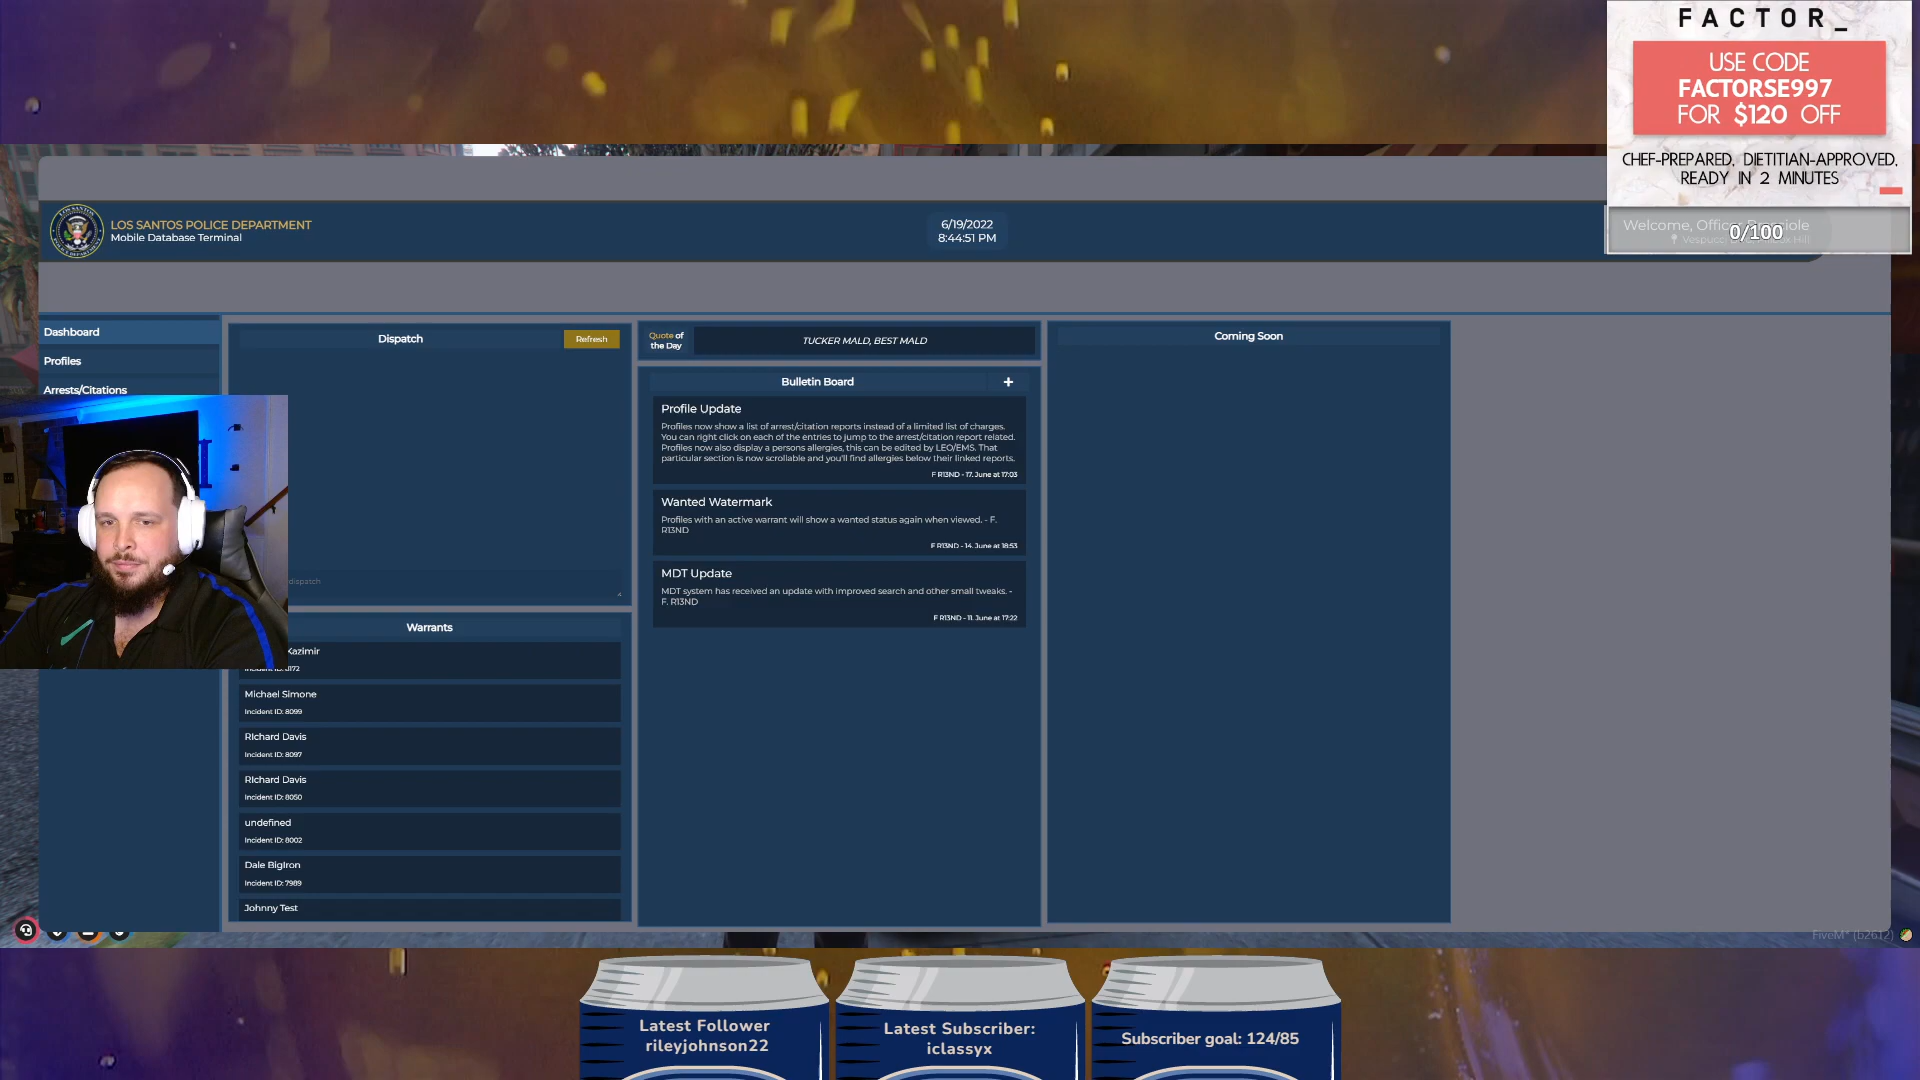 FACTOR_
USE CODE
FACTORSE997
FOR $120 OFF
CHEF-PREPARED, DIETITIAN-APPROVED,
READY IN 2 MINUTES
LOS SANTOS POLICE DEPARTMENT
Mobile Database Terminal
6/19/2022
8:44:51 PM
Welcome, Officer
0/100
Dashboard
Profiles
Arrests/Citations
Dispatch
Refresh
dispatch
Warrants
Kazimir
Incident ID: 8172
Michael Simone
Incident ID: 8099
RIchard Davis
Incident ID: 8097
RIchard Davis
Incident ID: 8050
undefined
Incident ID: 8002
Dale BigIron
Incident ID: 7989
Johnny Test
Quote of
the Day
TUCKER MALD, BEST MALD
Bulletin Board
+
Profile Update
Profiles now show a list of arrest/citation reports instead of a limited list of charges.
You can right click on each of the entries to jump to the arrest/citation report related.
Profiles now also display a persons allergies, this can be edited by LEO/EMS. That
particular section is now scrollable and you'll find allergies below their linked reports.
F R13ND - 17. June at 17:03
Wanted Watermark
Profiles with an active warrant will show a wanted status again when viewed. - F.
R13ND
F R13ND - 14. June at 18:53
MDT Update
MDT system has received an update with improved search and other small tweaks. -
F. R13ND
F R13ND - 11. June at 17:22
Coming Soon
FiveM* (b2612)
Latest Follower
rileyjohnson22
Latest Subscriber:
iclassyx
Subscriber goal: 124/85